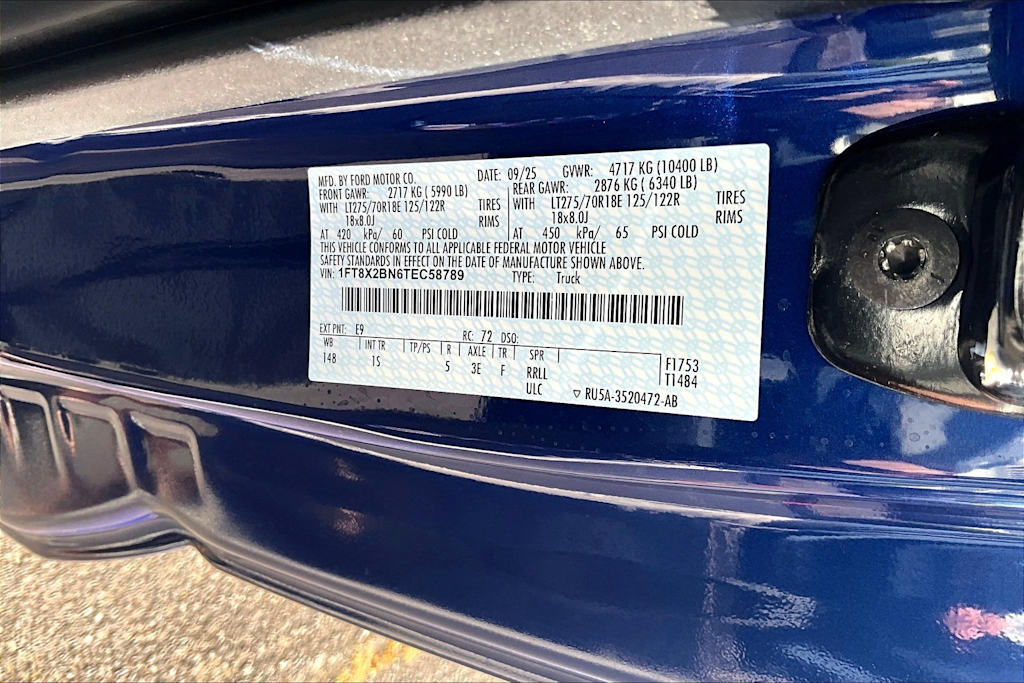 MFD. BY FORD MOTOR CO. DATE: 09/25 GVWR: 4717 KG (10400 LB)
FRONT GAWR: 2717 KG ( 5990 LB) REAR GAWR: 2876 KG ( 6340 LB)
WITH LT275/70R18E 125/122R TIRES WITH LT275/70R18E 125/122R TIRES
18x8.0J RIMS 18x8.0J RIMS
AT 420 kPa/ 60 PSI COLD AT 450 kPa/ 65 PSI COLD
THIS VEHICLE CONFORMS TO ALL APPLICABLE FEDERAL MOTOR VEHICLE
SAFETY STANDARDS IN EFFECT ON THE DATE OF MANUFACTURE SHOWN ABOVE.
VIN: 1FT8X2BN6TEC58789 TYPE: Truck
EXT PNT: E9 RC: 72 DSO:
WB INT TR TP/PS R AXLE TR SPR
148 1S 5 3E F RRLL
ULC
F1753
T1484
▽ RU5A-3520472-AB